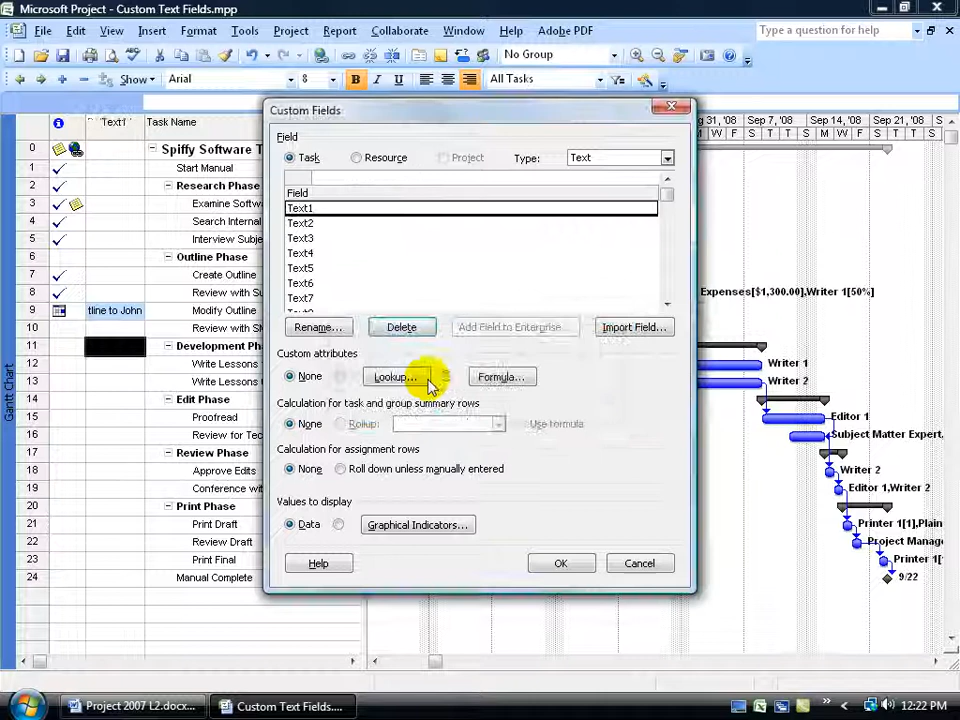 Microsoft Project - Custom Text Fields.mpp
File Edit View Insert Format Tools Project Report Collaborate Window Help Adobe PDF Type a question for help
No Group
Show Arial 8 B I U All Tasks
Text1 Task Name 31, '08 Sep 7, '08 Sep 14, '08 Sep 21, '08
W F S T T S M W F S T T S
0 Spiffy Software T
1 Start Manual
2 Research Phase
3 Examine Softw
4 Search Internal
5 Interview Subje
6 Outline Phase
7 Create Outline
8 Review with Su
9 tline to John Modify Outline
10 Review with SM
11 Development Pha
12 Write Lessons
13 Write Lessons
14 Edit Phase
15 Proofread
16 Review for Tec
17 Review Phase
18 Approve Edits
19 Conference w
20 Print Phase
21 Print Draft
22 Review Draft
23 Print Final
24 Manual Complete
Gantt Chart
Custom Fields
Field
Task Resource Project Type: Text
Field
Text1
Text2
Text3
Text4
Text5
Text6
Text7
Rename... Delete Add Field to Enterprise... Import Field...
Custom attributes
None Lookup... Formula...
Calculation for task and group summary rows
None Rollup: Use formula
Calculation for assignment rows
None Roll down unless manually entered
Values to display
Data Graphical Indicators...
Help OK Cancel
Expenses[$1,300.00],Writer 1[50%]
Writer 1
Writer 2
Editor 1
Subject Matter Expert,
Writer 2
Editor 1,Writer 2
Printer 1[1],Plain
Project Manag
Printer 1[
9/22
Project 2007 L2.docx... Custom Text Fields.... 12:22 PM